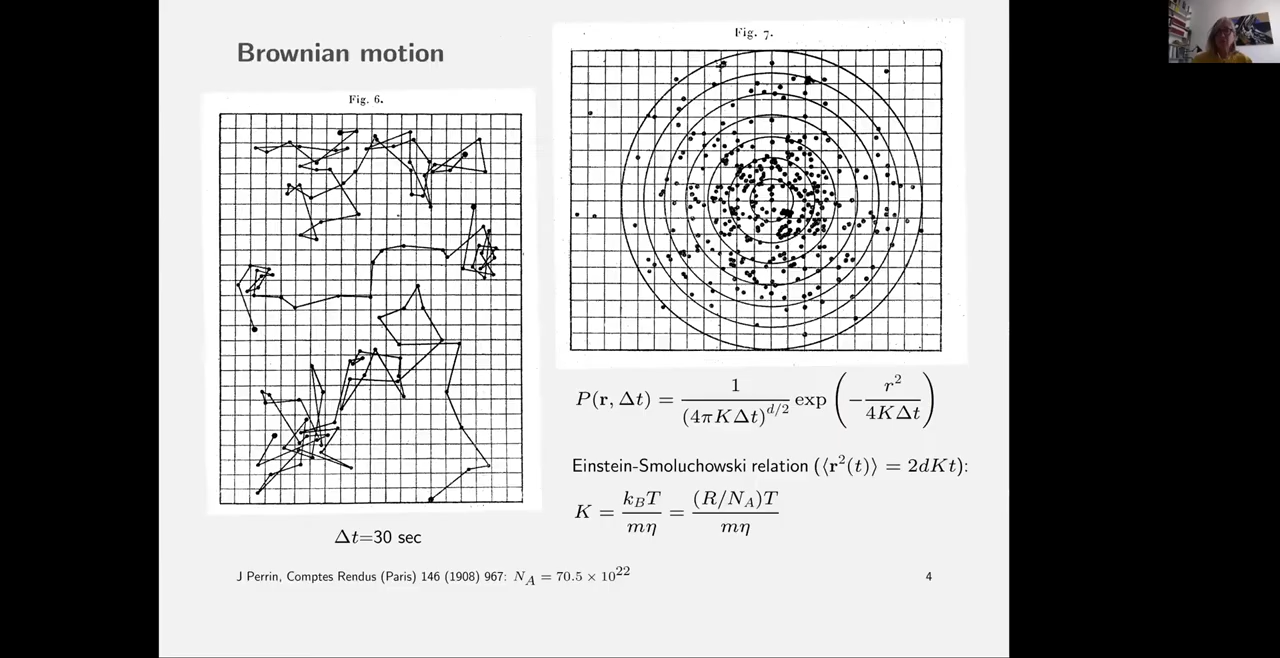 Brownian motion
Fig. 6.
Δt=30 sec
Fig. 7.
P(r, Δt) = 1 / (4πKΔt)^{d/2} exp(−r² / 4KΔt)
Einstein-Smoluchowski relation (⟨r²(t)⟩ = 2dKt):
K = k_BT / mη = (R/N_A)T / mη
J Perrin, Comptes Rendus (Paris) 146 (1908) 967: N_A = 70.5 × 10^22
4